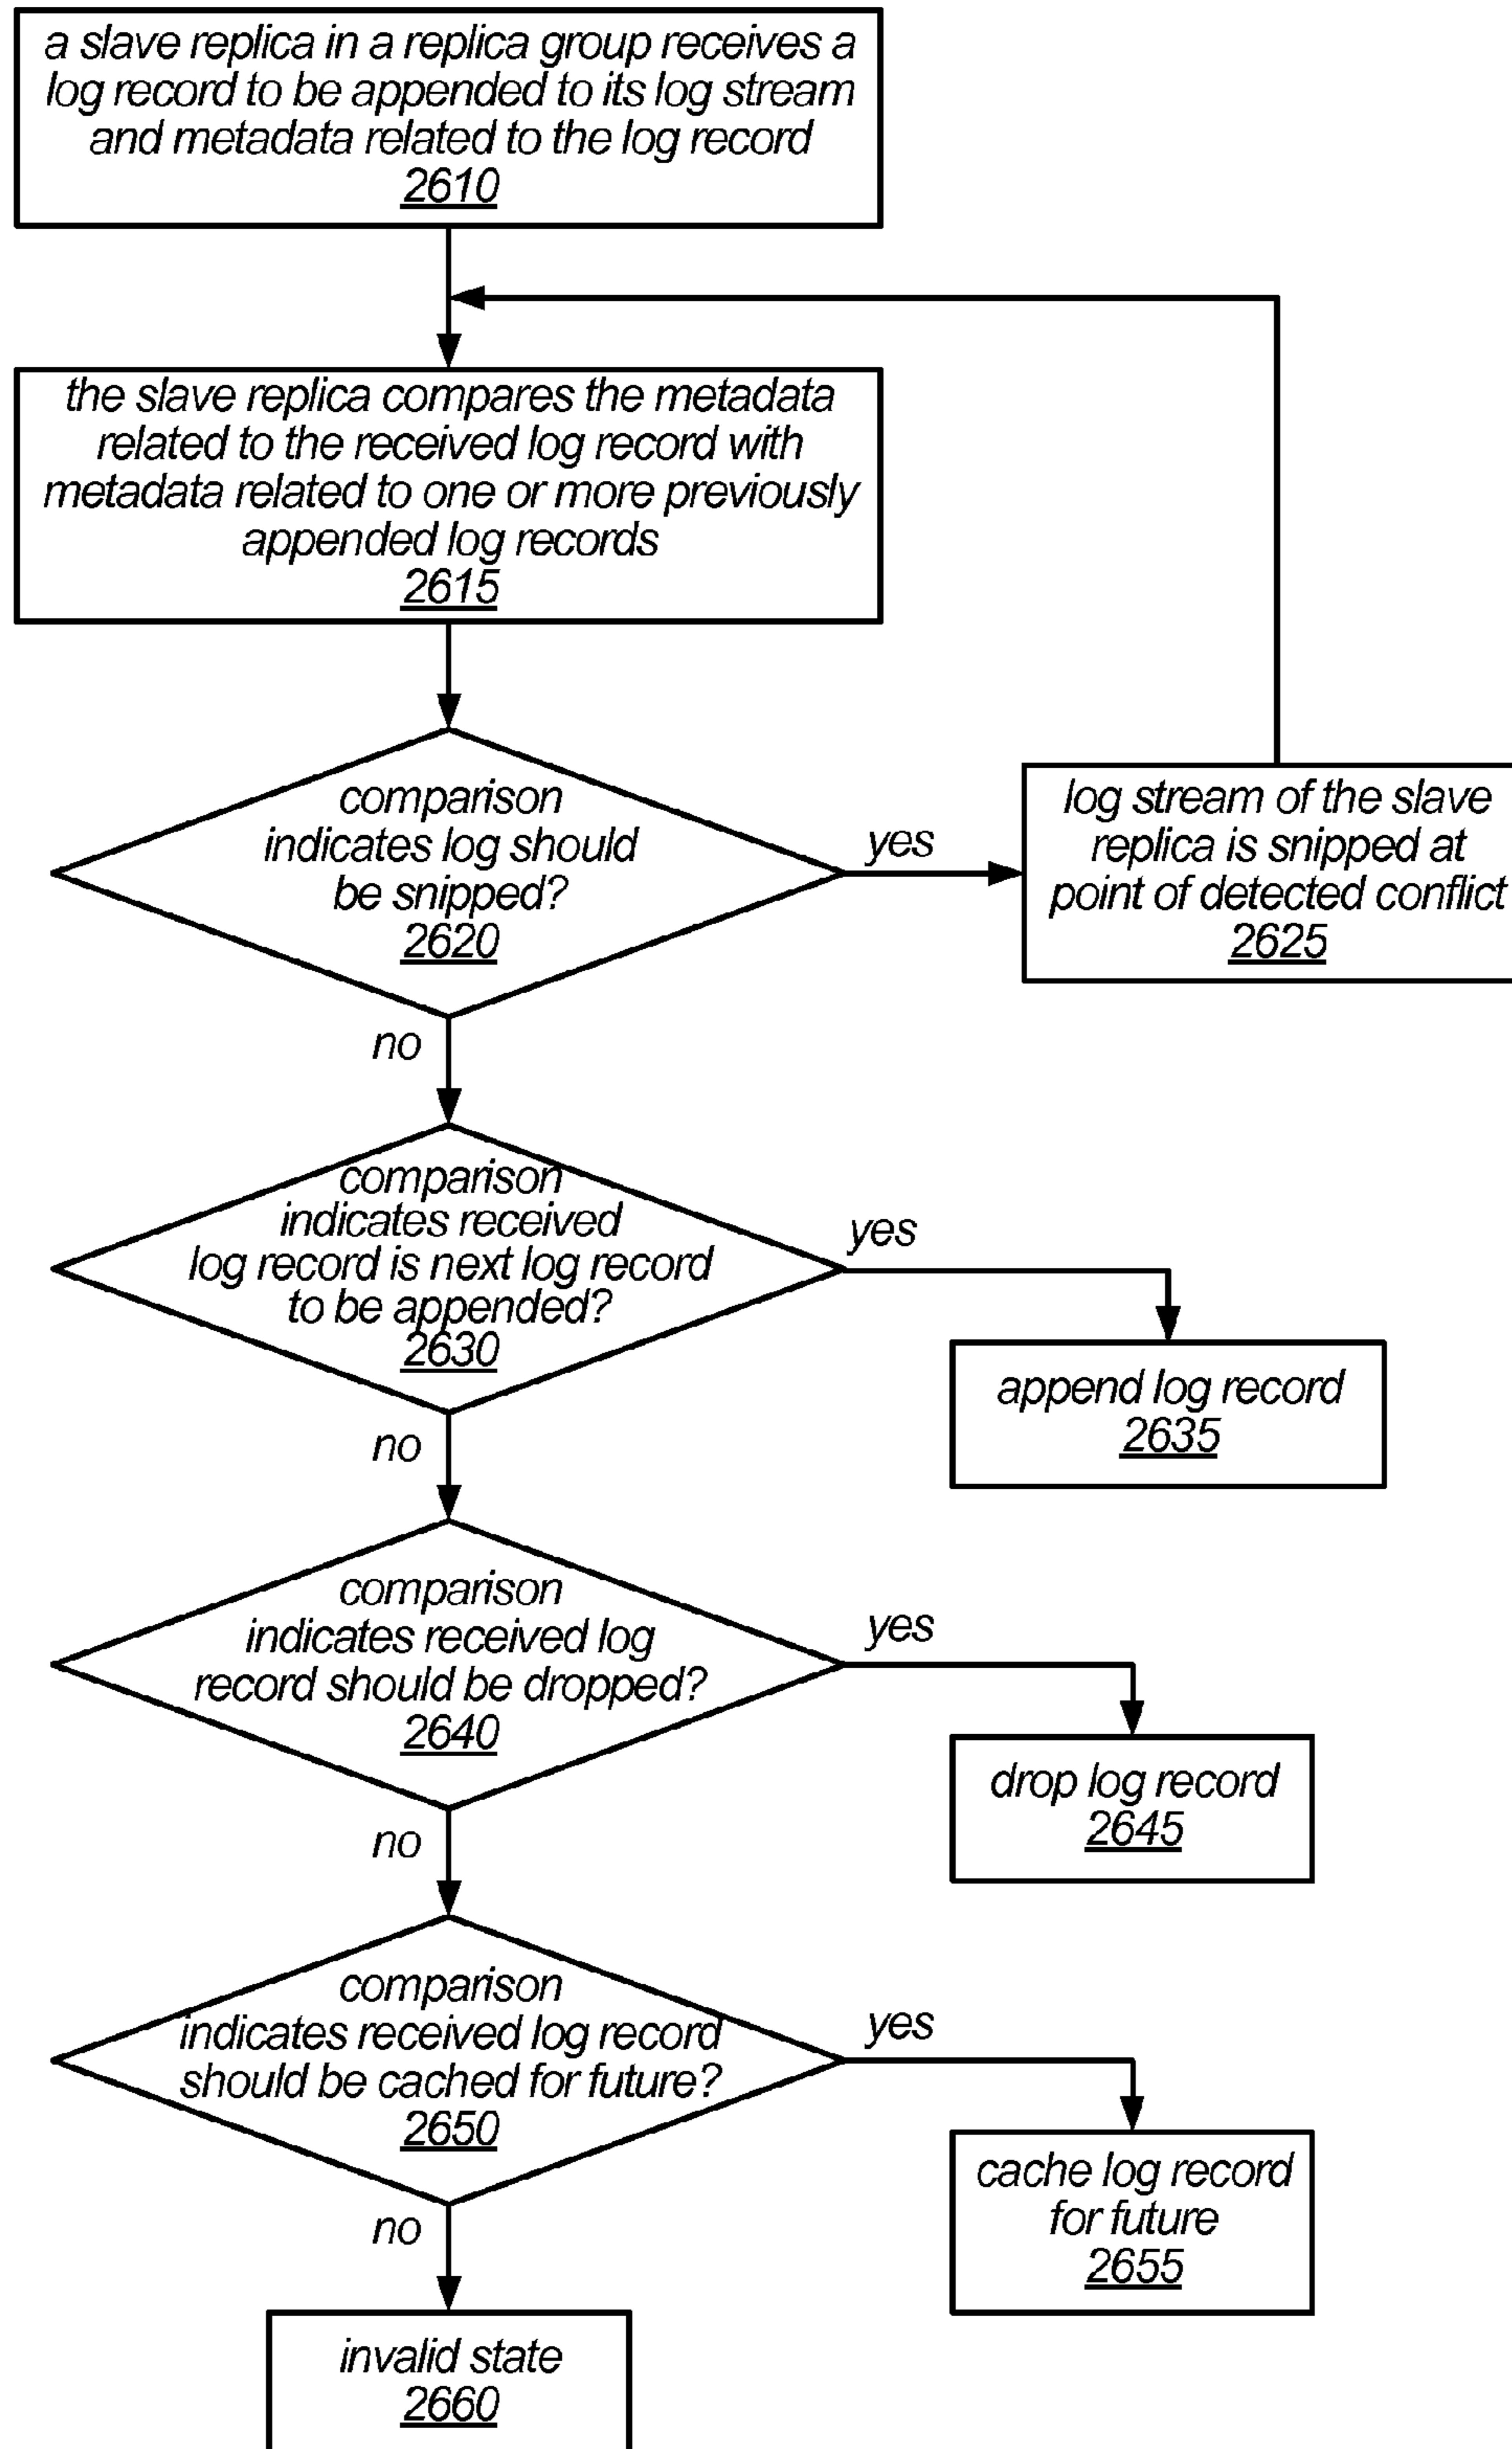 a slave replica in a replica group receives a
log record to be appended to its log stream
and metadata related to the log record
2610
the slave replica compares the metadata
related to the received log record with
metadata related to one or more previously
appended log records
2615
comparison
indicates log should
be snipped?
2620
yes
log stream of the slave
replica is snipped at
point of detected conflict
2625
no
comparison
indicates received
log record is next log record
to be appended?
2630
yes
append log record
2635
no
comparison
indicates received log
record should be dropped?
2640
yes
drop log record
2645
no
comparison
indicates received log record
should be cached for future?
2650
yes
cache log record
for future
2655
no
invalid state
2660